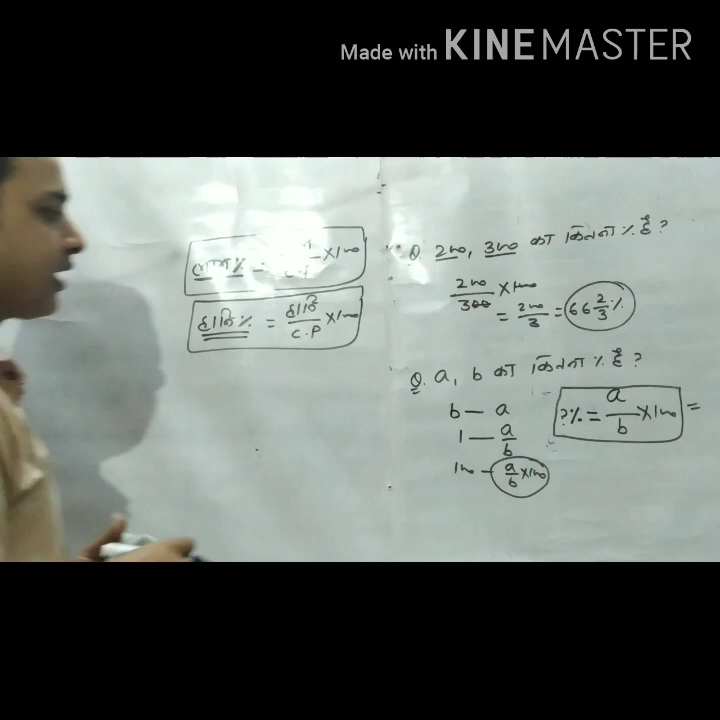 Made with KINEMASTER
लाभ % = ×100
हानि % = हानि/C.P ×100
Q. 200, 300 का कितना % है ?
200/300 ×100
= 200/3 = 66 2/3 %
Q. a, b का कितना % है ?
b — a
1 — a/b
100 — a/b ×100
?% = a/b ×100 =